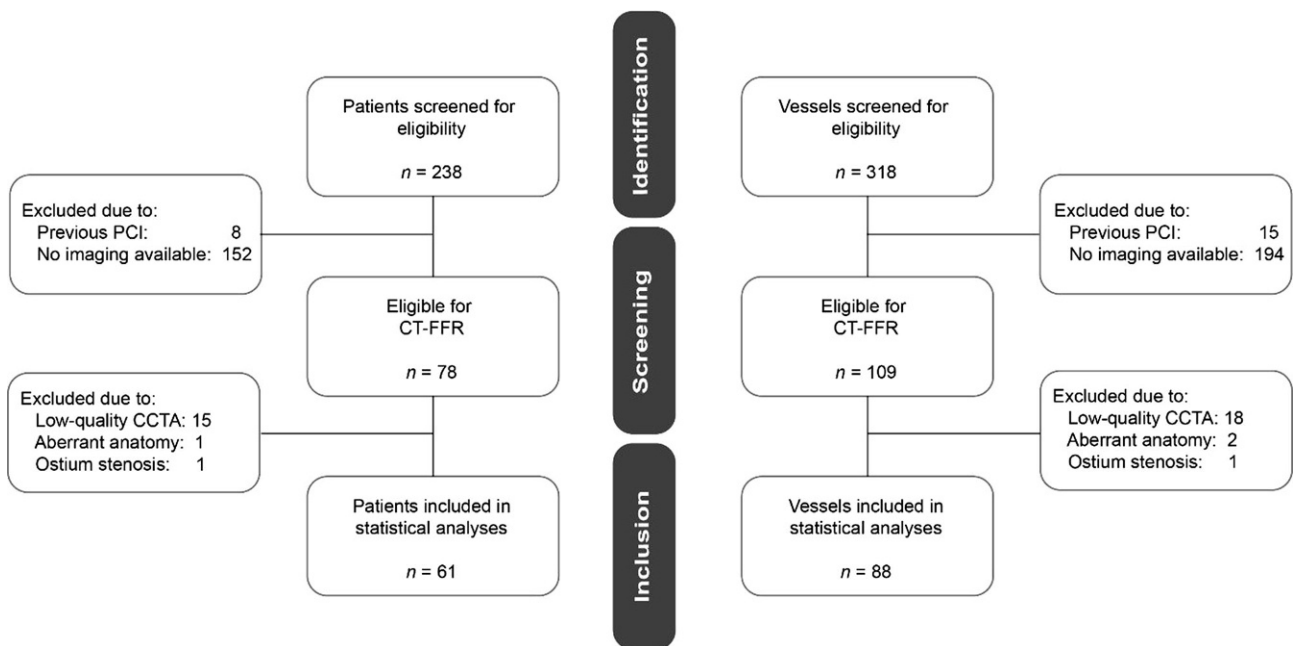 Patients screened for
eligibility
n = 238
Excluded due to:
Previous PCI: 8
No imaging available: 152
Eligible for
CT-FFR
n = 78
Excluded due to:
Low-quality CCTA: 15
Aberrant anatomy: 1
Ostium stenosis: 1
Patients included in
statistical analyses
n = 61
Identification
Screening
Inclusion
Vessels screened for
eligibility
n = 318
Excluded due to:
Previous PCI: 15
No imaging available: 194
Eligible for
CT-FFR
n = 109
Excluded due to:
Low-quality CCTA: 18
Aberrant anatomy: 2
Ostium stenosis: 1
Vessels included in
statistical analyses
n = 88